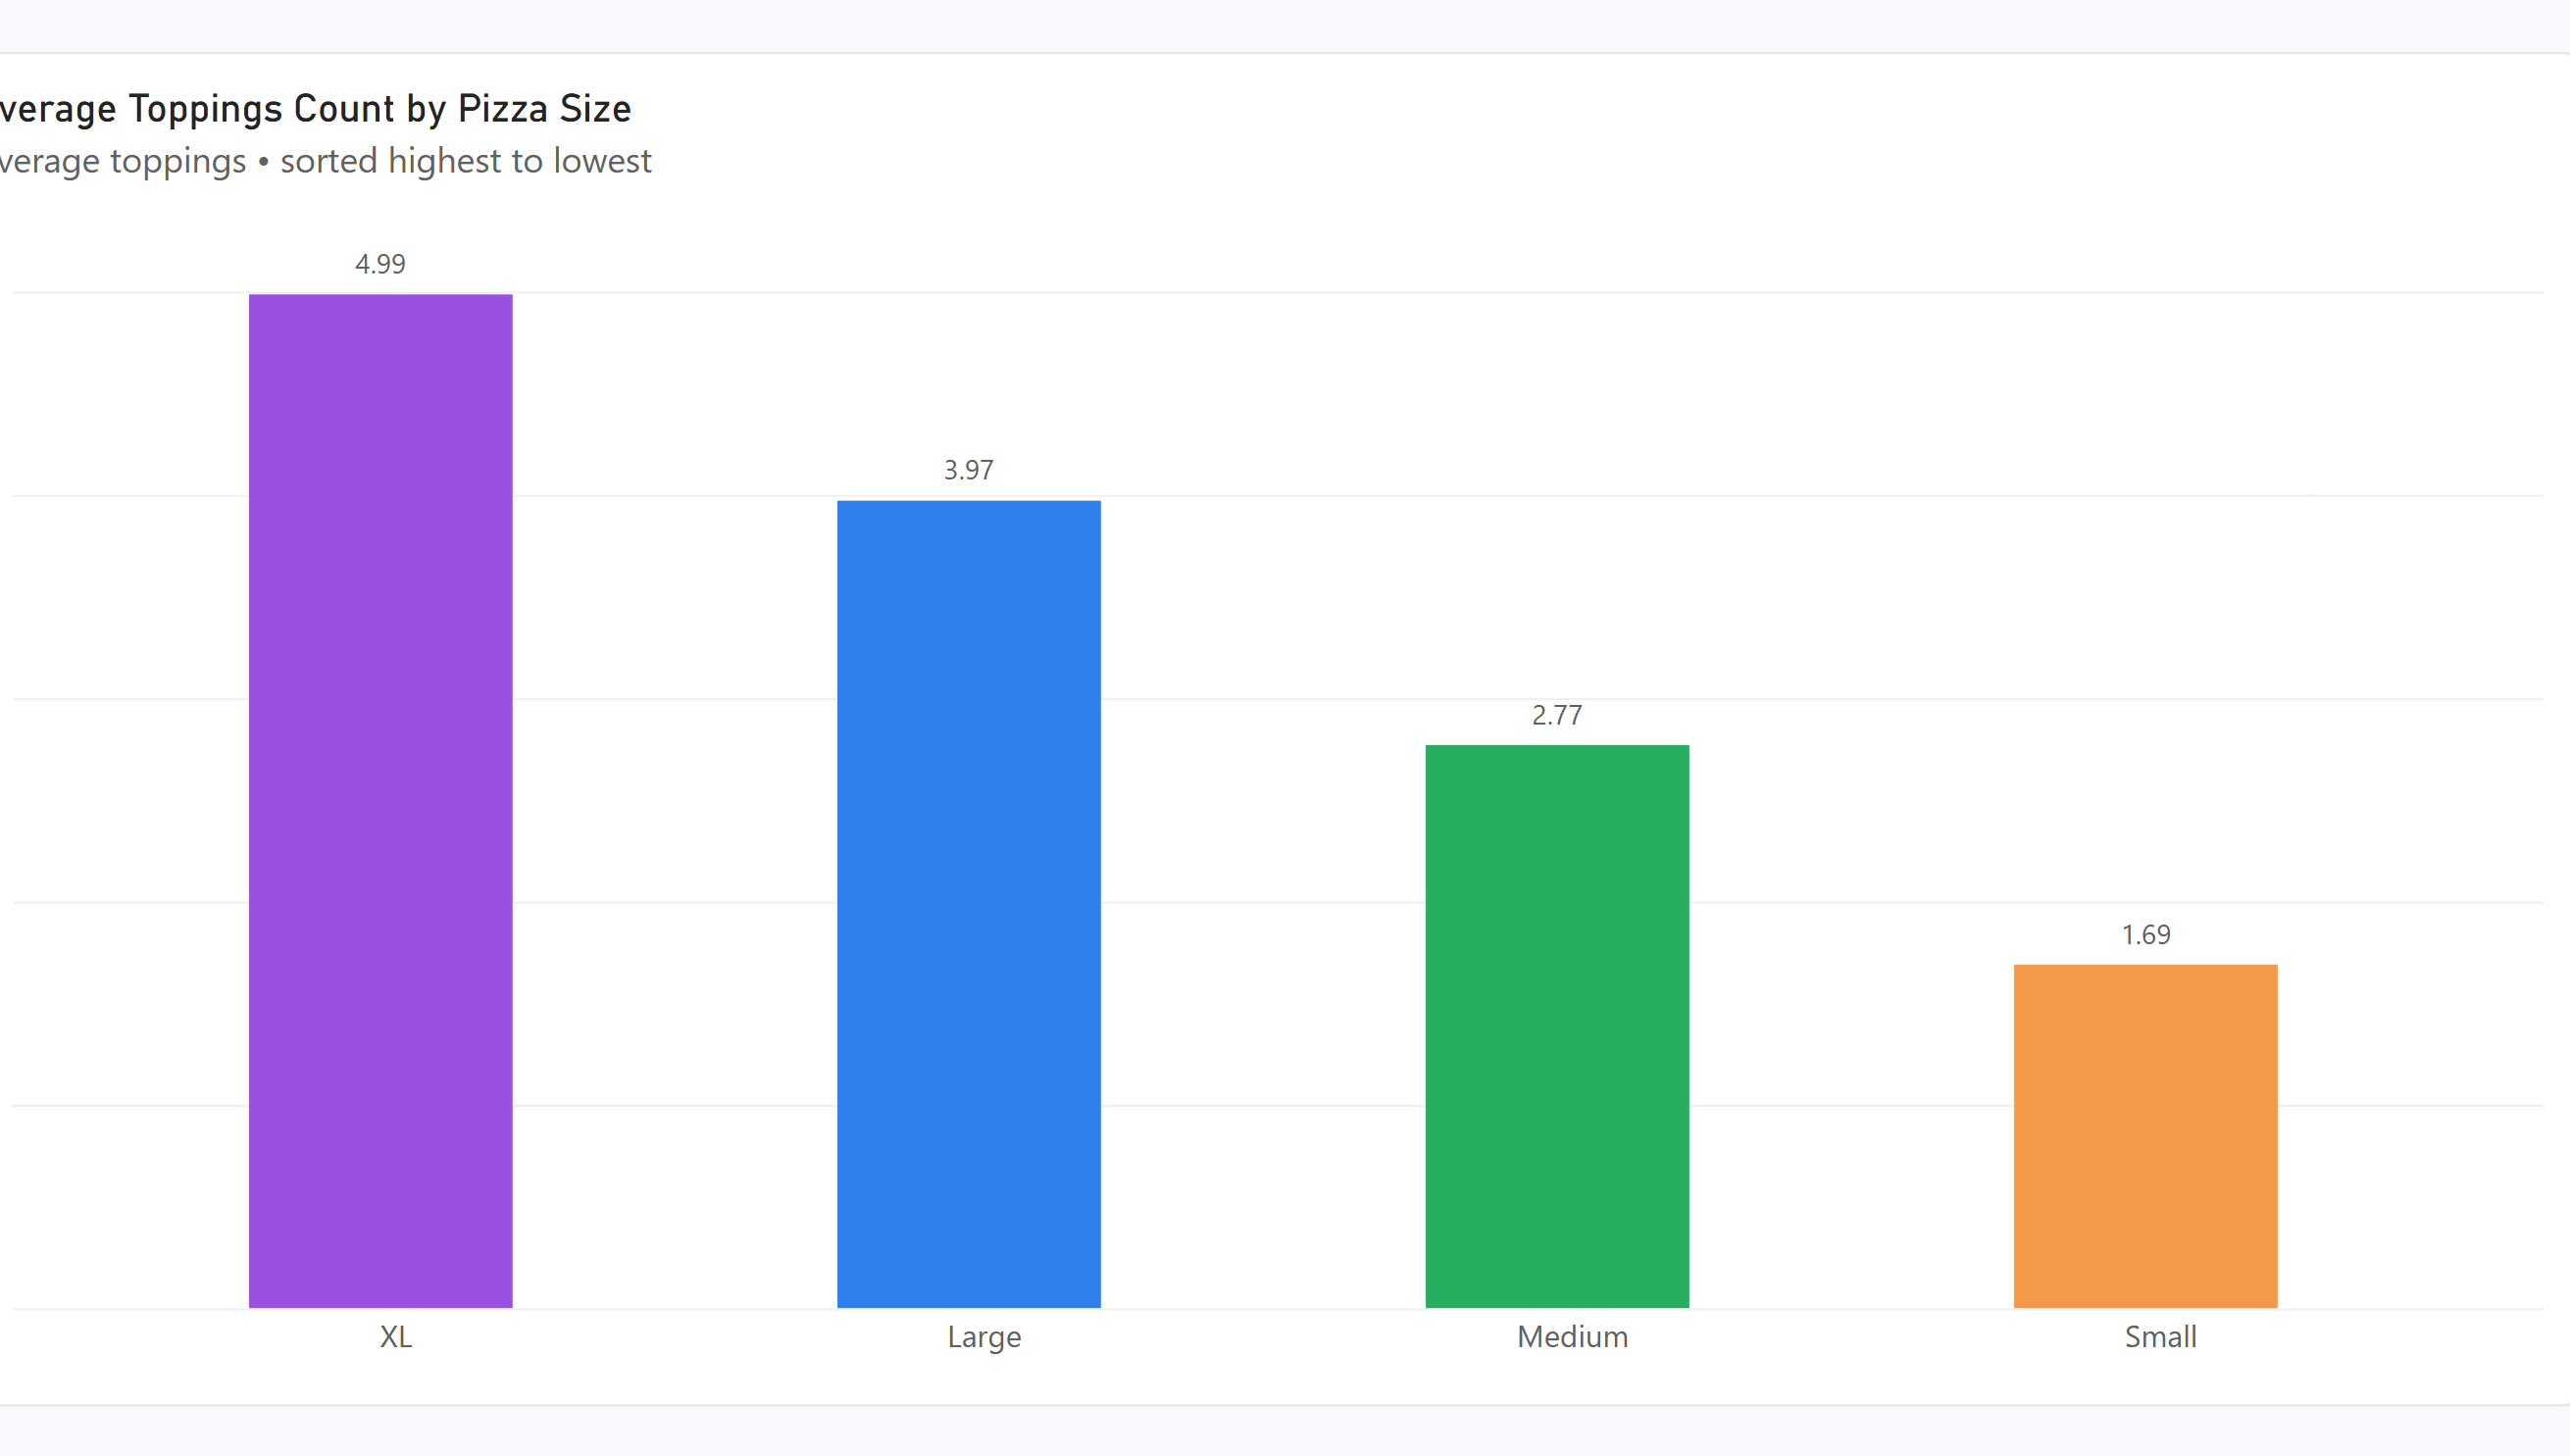 verage Toppings Count by Pizza Size
verage toppings • sorted highest to lowest
4.99
3.97
2.77
1.69
XL
Large
Medium
Small